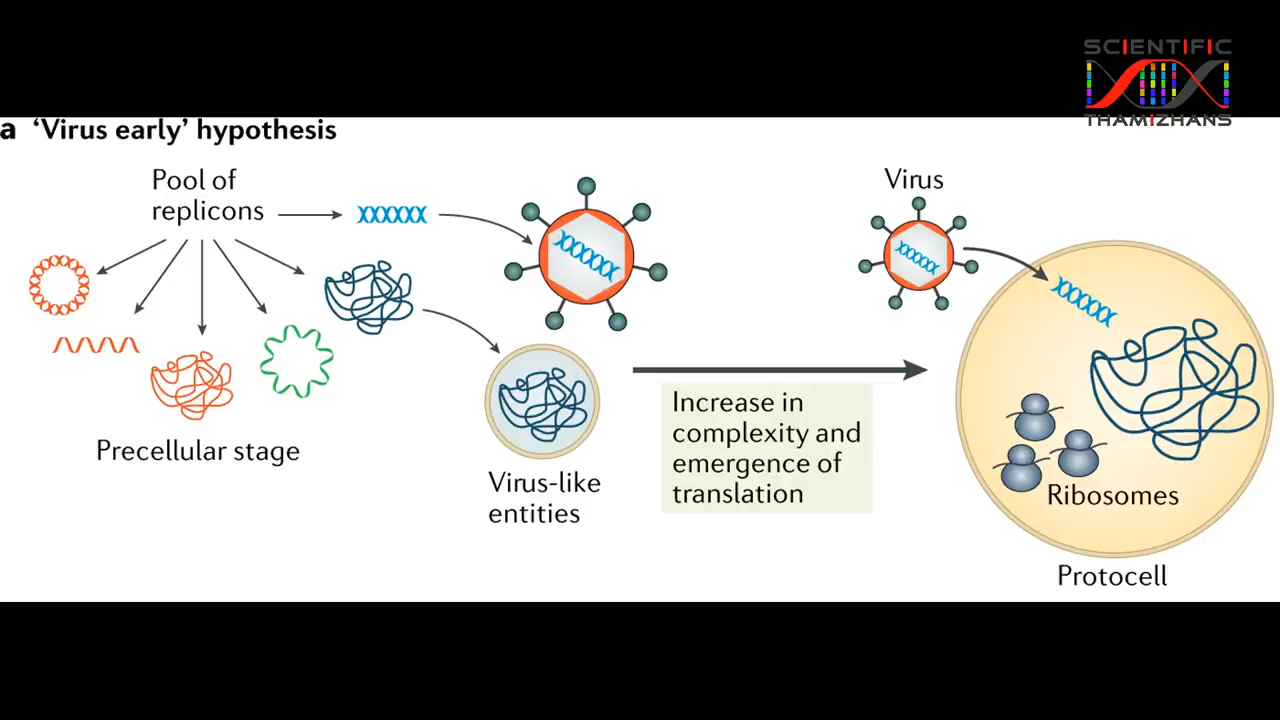 SCIENTIFIC
THAMIZHANS
a 'Virus early' hypothesis
Pool of
replicons
Precellular stage
Virus-like
entities
Increase in
complexity and
emergence of
translation
Virus
Ribosomes
Protocell